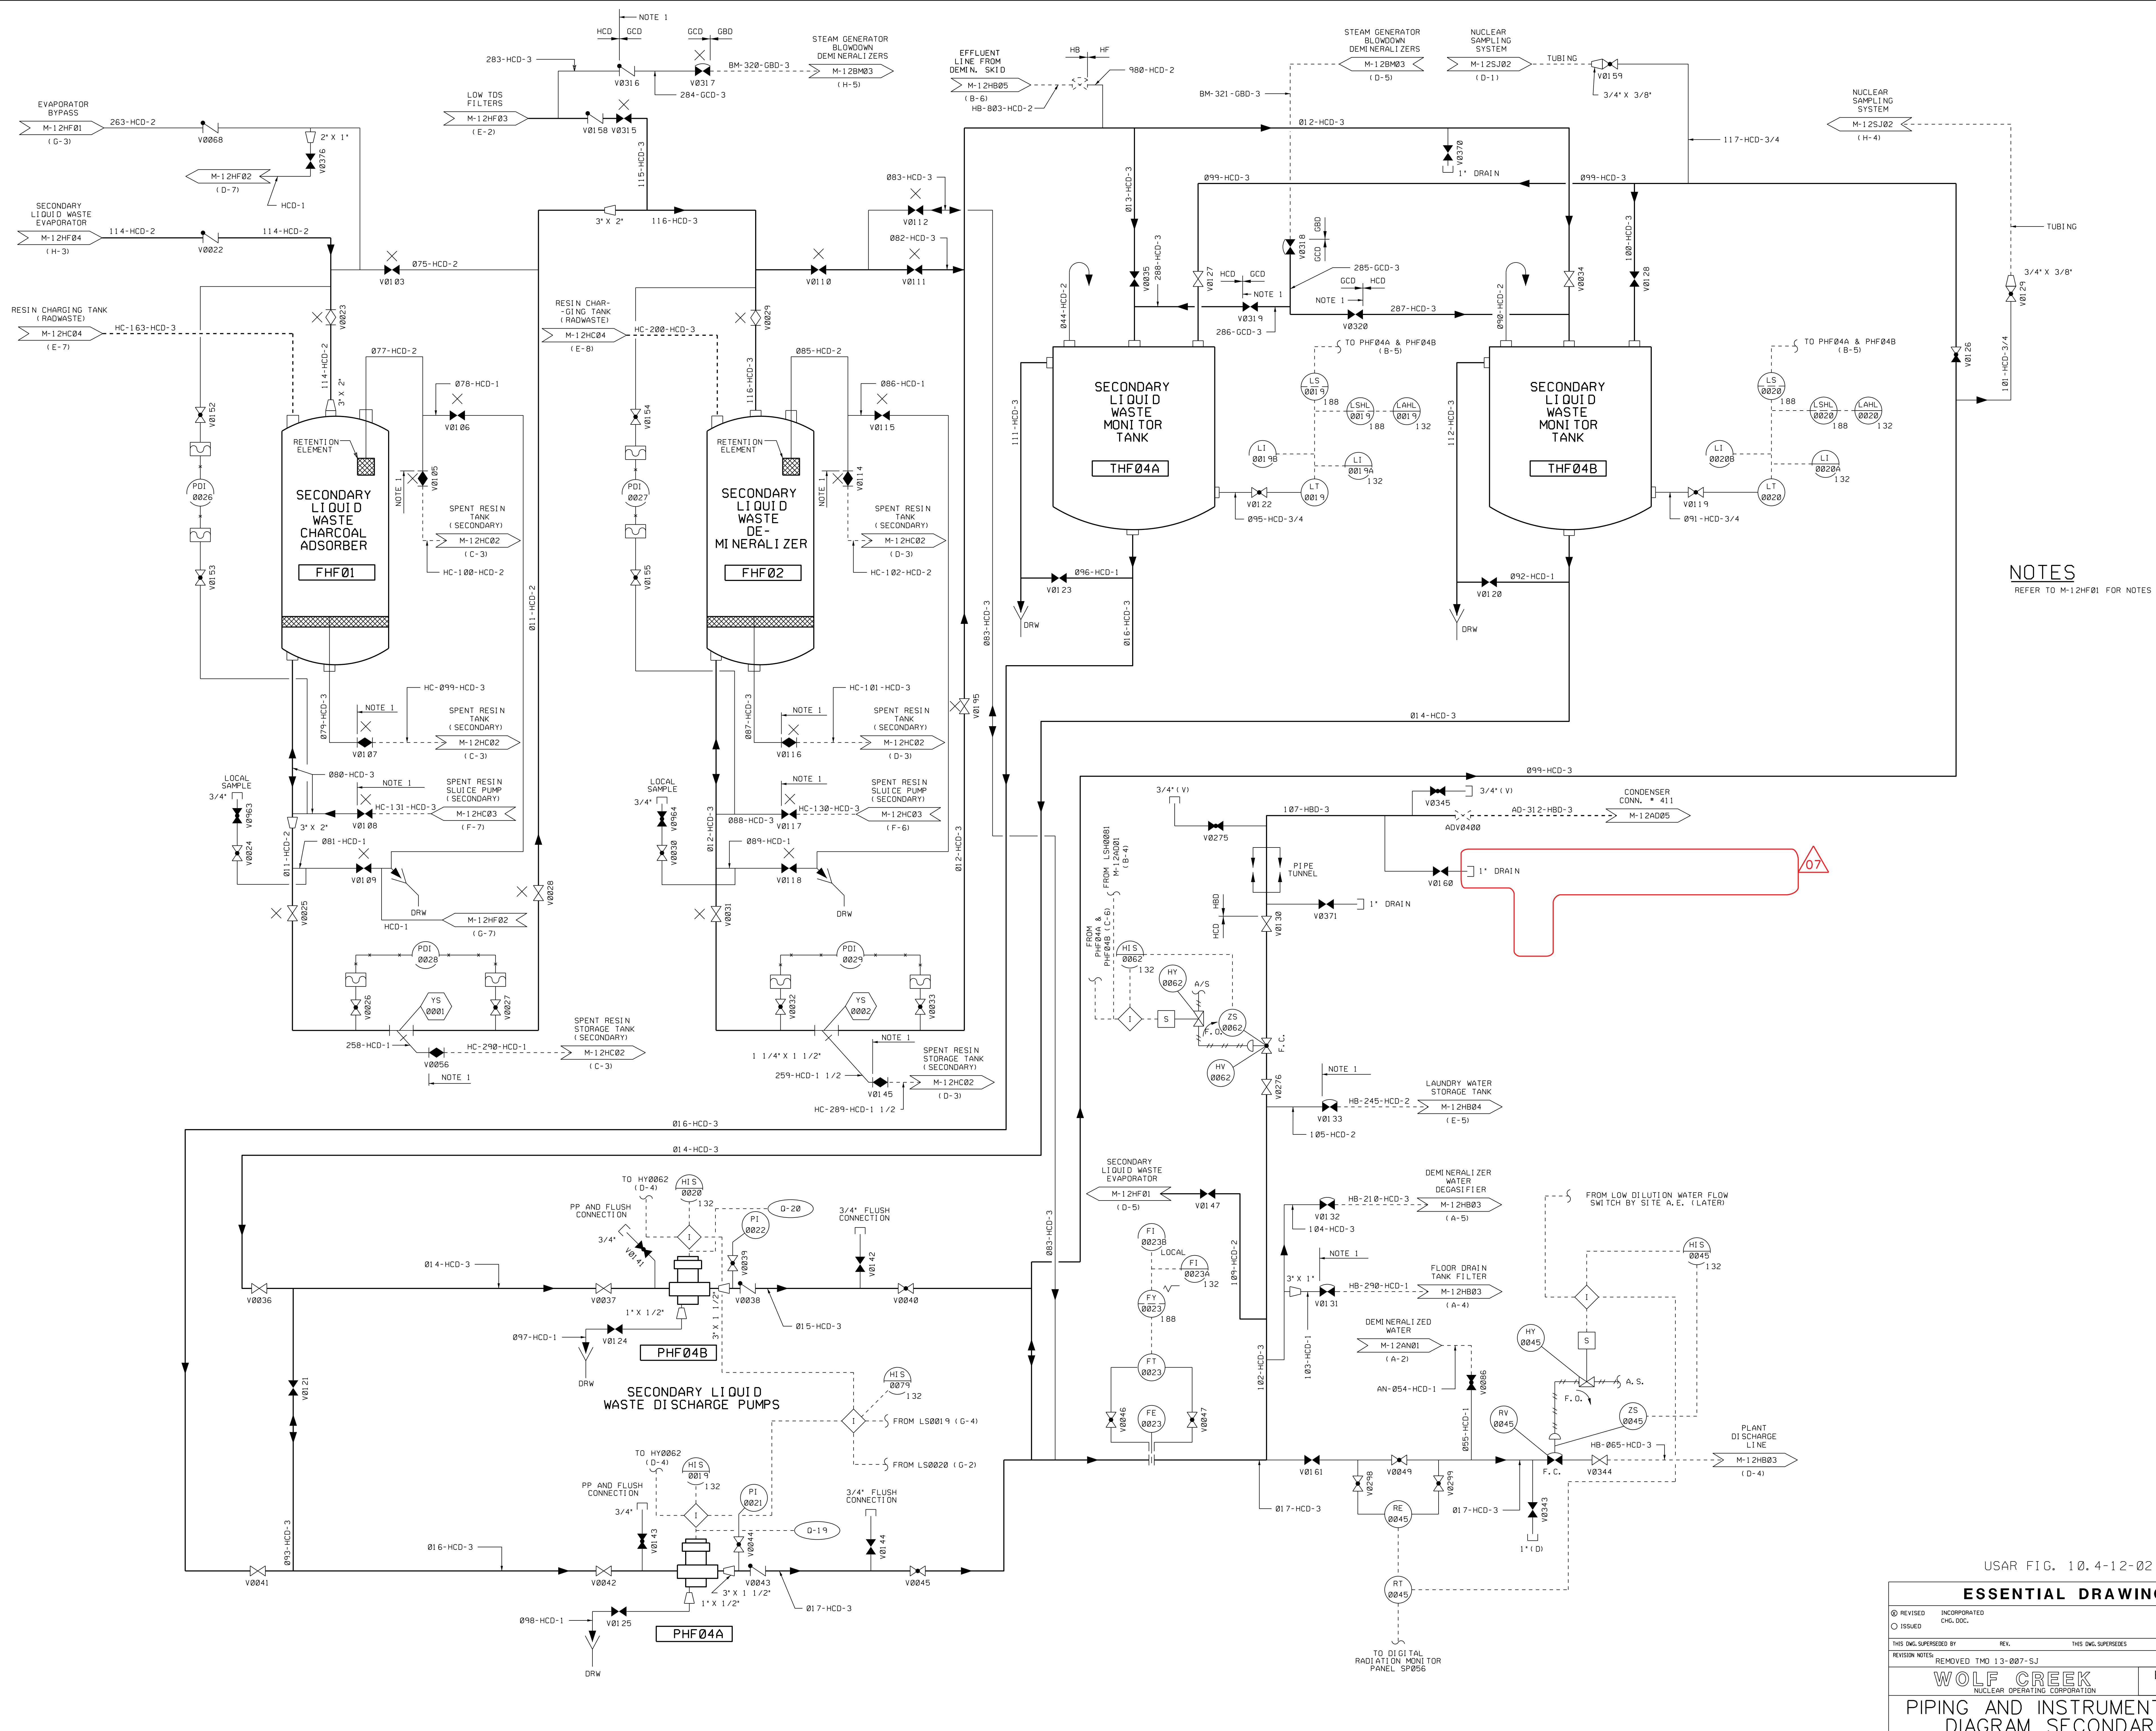 NOTE 1
HCD GCD
GCD GBD
283-HCD-3
V0316
V0317
284-GCD-3
BM-320-GBD-3
STEAM GENERATOR
BLOWDOWN
DEMINERALIZERS
M-12BM03
(H-5)
LOW TDS
FILTERS
M-12HF03
(E-2)
V0158 V0315
115-HCD-3
EVAPORATOR
BYPASS
M-12HF01
(G-3)
263-HCD-2
V0068
2" X 1"
V0376
M-12HF02
(D-7)
HCD-1
SECONDARY
LIQUID WASTE
EVAPORATOR
M-12HF04
(H-3)
114-HCD-2
V0022
114-HCD-2
075-HCD-2
V0103
3" X 2"
116-HCD-3
EFFLUENT
LINE FROM
DEMIN. SKID
M-12HB05
(B-6)
HB-803-HCD-2
HB HF
980-HCD-2
STEAM GENERATOR
BLOWDOWN
DEMINERALIZERS
M-12BM03
(D-5)
BM-321-GBD-3
NUCLEAR
SAMPLING
SYSTEM
M-12SJ02
(D-1)
TUBING
V0159
3/4" X 3/8"
117-HCD-3/4
NUCLEAR
SAMPLING
SYSTEM
M-12SJ02
(H-4)
TUBING
3/4" X 3/8"
V0129
101-HCD-3/4
V0126
012-HCD-3
V0370
1" DRAIN
099-HCD-3
099-HCD-3
083-HCD-3
V0112
082-HCD-3
V0110
V0111
013-HCD-3
288-HCD-3
V0035
V0127
V0318
GCD GBD
285-GCD-3
HCD GCD
NOTE 1
V0319
286-GCD-3
GCD HCD
NOTE 1
V0320
287-HCD-3
V0034
100-HCD-3
V0128
044-HCD-2
090-HCD-2
RESIN CHARGING TANK
(RADWASTE)
M-12HC04
(E-7)
HC-163-HCD-3
V0023
114-HCD-2
3" X 2"
077-HCD-2
078-HCD-1
V0106
V0105
NOTE 1
V0152
PDI
0026
V0153
RETENTION
ELEMENT
SECONDARY
LIQUID
WASTE
CHARCOAL
ADSORBER
FHF01
SPENT RESIN
TANK
(SECONDARY)
M-12HC02
(C-3)
HC-100-HCD-2
011-HCD-2
RESIN CHAR-
-GING TANK
(RADWASTE)
M-12HC04
(E-8)
HC-200-HCD-3
V0029
116-HCD-3
085-HCD-2
086-HCD-1
V0115
V0114
NOTE 1
V0154
PDI
0027
V0155
RETENTION
ELEMENT
SECONDARY
LIQUID
WASTE
DE-
MINERALIZER
FHF02
SPENT RESIN
TANK
(SECONDARY)
M-12HC02
(D-3)
HC-102-HCD-2
SECONDARY
LIQUID
WASTE
MONITOR
TANK
THF04A
111-HCD-3
TO PHF04A & PHF04B
(B-5)
LS
0019
188
LSHL
0019
188
LAHL
0019
132
LI
0019B
LI
0019A
132
LT
0019
V0122
095-HCD-3/4
V0123
096-HCD-1
DRW
016-HCD-3
SECONDARY
LIQUID
WASTE
MONITOR
TANK
THF04B
112-HCD-3
TO PHF04A & PHF04B
(B-5)
LS
0020
188
LSHL
0020
188
LAHL
0020
132
LI
0020B
LI
0020A
132
LT
0020
V0119
091-HCD-3/4
V0120
092-HCD-1
DRW
NOTES
REFER TO M-12HF01 FOR NOTES
014-HCD-3
083-HCD-3
V0195
079-HCD-3
HC-099-HCD-3
NOTE 1
V0107
SPENT RESIN
TANK
(SECONDARY)
M-12HC02
(C-3)
080-HCD-3
NOTE 1
HC-131-HCD-3
V0108
SPENT RESIN
SLUICE PUMP
(SECONDARY)
M-12HC03
(F-7)
LOCAL
SAMPLE
3/4"
V0963
V0024
3" X 2"
011-HCD-2
081-HCD-1
V0109
DRW
HCD-1
M-12HF02
(G-7)
V0025
V0028
PDI
0028
V0026
V0027
YS
0001
258-HCD-1
V0056
HC-290-HCD-1
NOTE 1
SPENT RESIN
STORAGE TANK
(SECONDARY)
M-12HC02
(C-3)
087-HCD-3
HC-101-HCD-3
NOTE 1
V0116
SPENT RESIN
TANK
(SECONDARY)
M-12HC02
(D-3)
NOTE 1
HC-130-HCD-3
088-HCD-3
V0117
SPENT RESIN
SLUICE PUMP
(SECONDARY)
M-12HC03
(F-6)
LOCAL
SAMPLE
3/4"
V0964
V0030
012-HCD-3
089-HCD-1
V0118
DRW
012-HCD-3
V0031
PDI
0029
V0032
V0033
YS
0002
1 1/4" X 1 1/2"
259-HCD-1 1/2
V0145
NOTE 1
HC-289-HCD-1 1/2
SPENT RESIN
STORAGE TANK
(SECONDARY)
M-12HC02
(D-3)
099-HCD-3
3/4"(V)
V0275
107-HBD-3
V0345
3/4"(V)
ADV0400
AD-312-HBD-3
CONDENSER
CONN. * 411
M-12AD05
V0160
1" DRAIN
07
PIPE
TUNNEL
V0371
1" DRAIN
HCD HBD
V0130
FROM LSH0081
M-12AD01
(B-4)
FROM
PHF04A &
PHF04B (C-6)
HIS
0062
132
HY
0062
A/S
I
S
F.O.
ZS
0062
F.C.
HV
0062
V0276
NOTE 1
V0133
HB-245-HCD-2
105-HCD-2
LAUNDRY WATER
STORAGE TANK
M-12HB04
(E-5)
016-HCD-3
014-HCD-3
SECONDARY
LIQUID WASTE
EVAPORATOR
M-12HF01
(D-5)
V0147
109-HCD-2
V0132
HB-210-HCD-3
104-HCD-3
DEMINERALIZER
WATER
DEGASIFIER
M-12HB03
(A-5)
NOTE 1
3" X 1"
V0131
HB-290-HCD-1
103-HCD-1
FLOOR DRAIN
TANK FILTER
M-12HB03
(A-4)
FROM LOW DILUTION WATER FLOW
SWITCH BY SITE A.E. (LATER)
HIS
0045
132
I
S
HY
0045
A.S.
F.O.
RV
0045
ZS
0045
F.C.
V0344
HB-065-HCD-3
PLANT
DISCHARGE
LINE
M-12HB03
(D-4)
DEMINERALIZED
WATER
M-12AN01
(A-2)
AN-054-HCD-1
V0086
055-HCD-1
TO HY0062
(D-4)
HIS
0020
132
I
Q-20
PI
0022
PP AND FLUSH
CONNECTION
3/4"
V0141
V0039
3/4" FLUSH
CONNECTION
V0142
014-HCD-3
V0036
V0037
V0038
015-HCD-3
V0040
3" X 1 1/2"
1" X 1/2"
V0124
097-HCD-1
DRW
PHF04B
V0121
093-HCD-3
SECONDARY LIQUID
WASTE DISCHARGE PUMPS
HIS
0079
132
I
FROM LS0019 (G-4)
FROM LS0020 (G-2)
TO HY0062
(D-4)
HIS
0019
132
I
Q-19
PI
0021
PP AND FLUSH
CONNECTION
3/4"
V0143
V0044
3/4" FLUSH
CONNECTION
V0144
016-HCD-3
V0041
V0042
V0043
017-HCD-3
V0045
3" X 1 1/2"
1" X 1/2"
V0125
098-HCD-1
DRW
PHF04A
083-HCD-3
FI
0023B
LOCAL
FI
0023A
132
FY
0023
188
FT
0023
FE
0023
V0046
V0047
102-HCD-3
017-HCD-3
V0161
V0298
V0049
V0299
RE
0045
RT
0045
TO DIGITAL
RADIATION MONITOR
PANEL SP056
017-HCD-3
V0343
1"(D)
USAR FIG. 10.4-12-02
ESSENTIAL DRAWING
REVISED INCORPORATED
CHG. DOC.
ISSUED
THIS DWG. SUPERSEDED BY REV. THIS DWG. SUPERSEDES
REVISION NOTES:
REMOVED TMO 13-007-SJ
WOLF CREEK
NUCLEAR OPERATING CORPORATION
PIPING AND INSTRUMENT
DIAGRAM SECONDAR